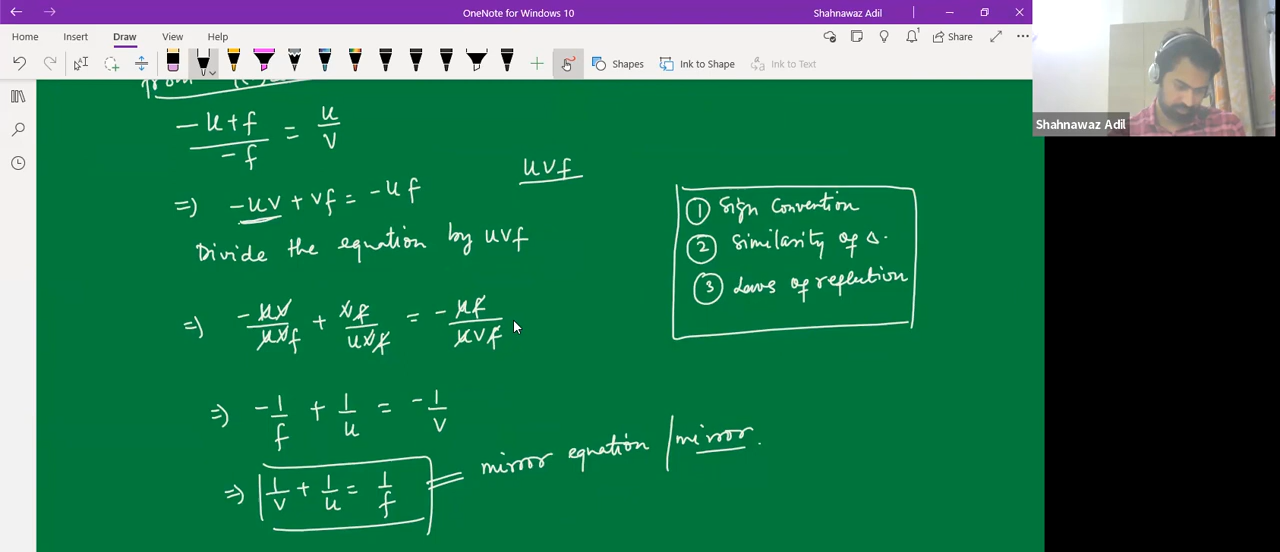 OneNote for Windows 10
Shahnawaz Adil
Home Insert Draw View Help
Share
Shapes Ink to Shape Ink to Text
Shahnawaz Adil
from
(-u+f)/(-f) = u/v
=) -uv + vf = -uf
uvf
Divide the equation by uvf
=) -uv/uvf + vf/uvf = -uf/uvf
=) -1/f + 1/u = -1/v
=) 1/v + 1/u = 1/f
mirror equation / mirror.
① Sign Convention
② Similarity of Δ.
③ Laws of reflection